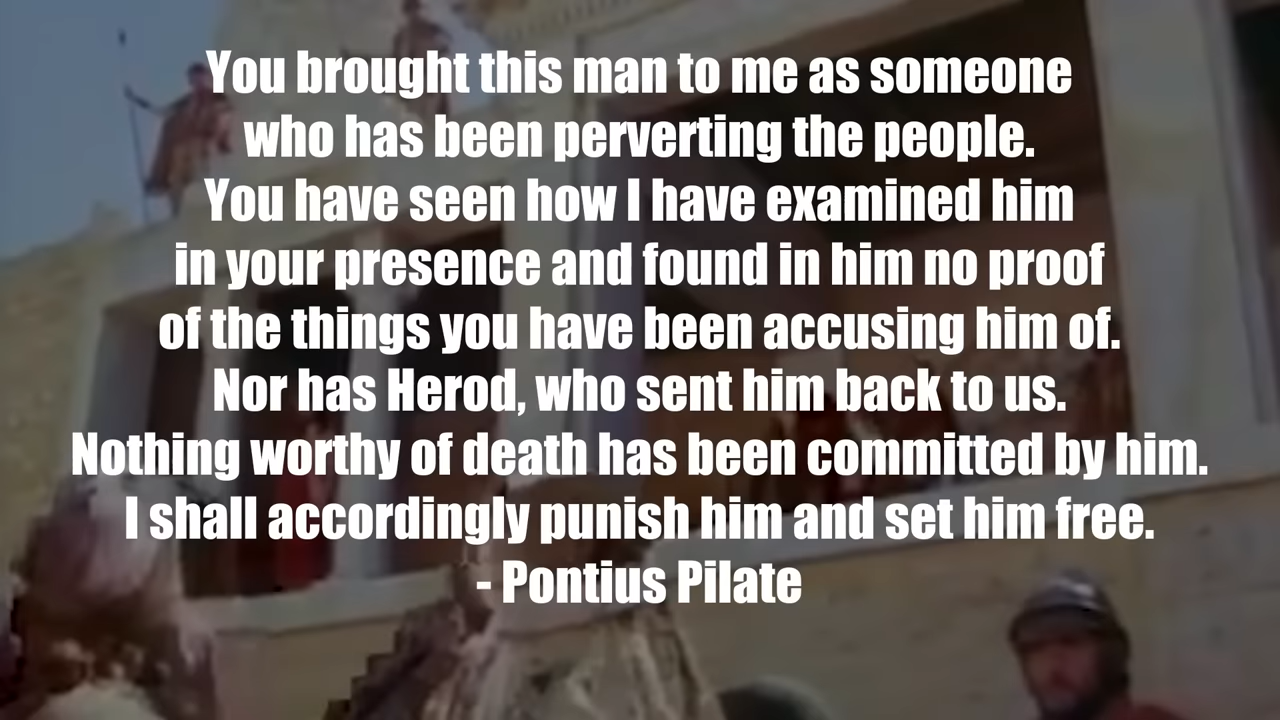 You brought this man to me as someone
who has been perverting the people.
You have seen how I have examined him
in your presence and found in him no proof
of the things you have been accusing him of.
Nor has Herod, who sent him back to us.
Nothing worthy of death has been committed by him.
I shall accordingly punish him and set him free.
- Pontius Pilate